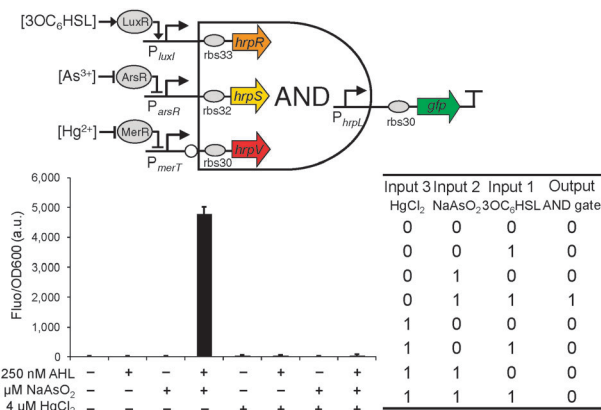 [3OC6HSL] LuxR
PluxI rbs33 hrpR
[As3+] ArsR
ParsR rbs32 hrpS AND PhrpL rbs30 gfp
[Hg2+] MerR
PmerT rbs30 hrpV
6,000
5,000
4,000
3,000
2,000
1,000
0
Fluo/OD600 (a.u.)
250 nM AHL – + – + – + – +
µM NaAsO2 – – + + – – + +
4 µM HgCl2 – – – – + + + +
Input 3 Input 2 Input 1 Output
HgCl2 NaAsO2 3OC6HSL AND gate
0 0 0 0
0 0 1 0
0 1 0 0
0 1 1 1
1 0 0 0
1 0 1 0
1 1 0 0
1 1 1 0